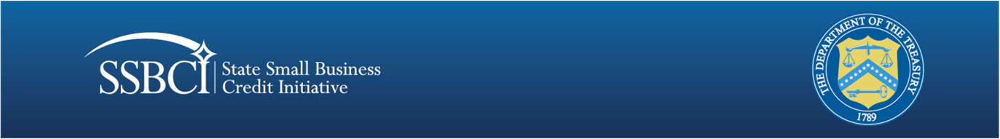 SSBCI
State Small Business
Credit Initiative
THE DEPARTMENT OF THE TREASURY
1789